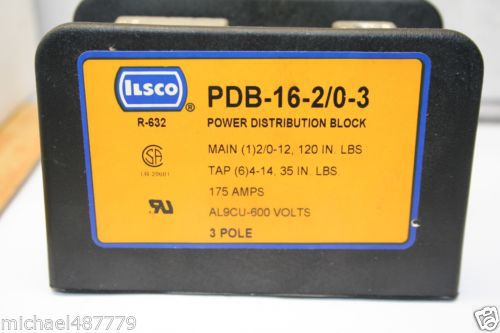 ILSCO
®
PDB-16-2/0-3
R-632
POWER DISTRIBUTION BLOCK
MAIN (1)2/0-12, 120 IN. LBS
TAP (6)4-14, 35 IN. LBS.
175 AMPS
AL9CU-600 VOLTS
3 POLE
michael487779